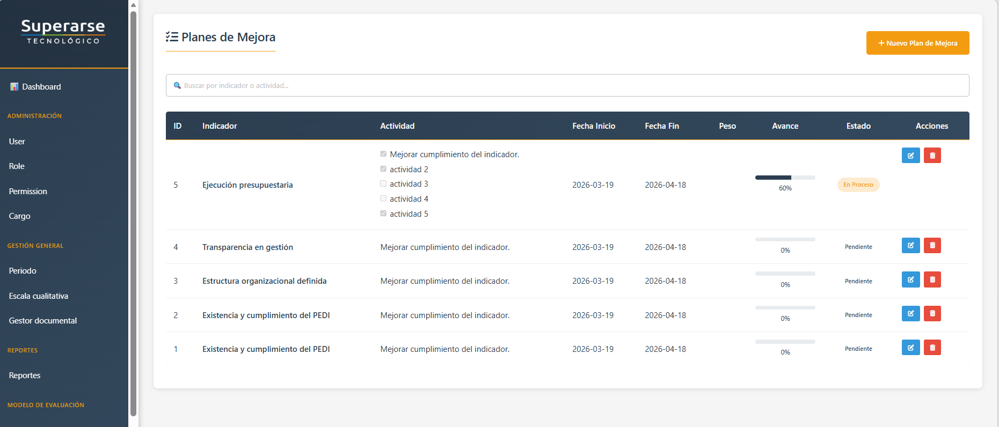 Superarse
TECNOLÓGICO
Dashboard
ADMINISTRACIÓN
User
Role
Permission
Cargo
GESTIÓN GENERAL
Periodo
Escala cualitativa
Gestor documental
REPORTES
Reportes
MODELO DE EVALUACIÓN
Planes de Mejora
+ Nuevo Plan de Mejora
Buscar por indicador o actividad...
ID Indicador Actividad Fecha Inicio Fecha Fin Peso Avance Estado Acciones
5 Ejecución presupuestaria
Mejorar cumplimiento del indicador.
actividad 2
actividad 3
actividad 4
actividad 5
2026-03-19 2026-04-18 60% En Proceso
4 Transparencia en gestión Mejorar cumplimiento del indicador. 2026-03-19 2026-04-18 0% Pendiente
3 Estructura organizacional definida Mejorar cumplimiento del indicador. 2026-03-19 2026-04-18 0% Pendiente
2 Existencia y cumplimiento del PEDI Mejorar cumplimiento del indicador. 2026-03-19 2026-04-18 0% Pendiente
1 Existencia y cumplimiento del PEDI Mejorar cumplimiento del indicador. 2026-03-19 2026-04-18 0% Pendiente